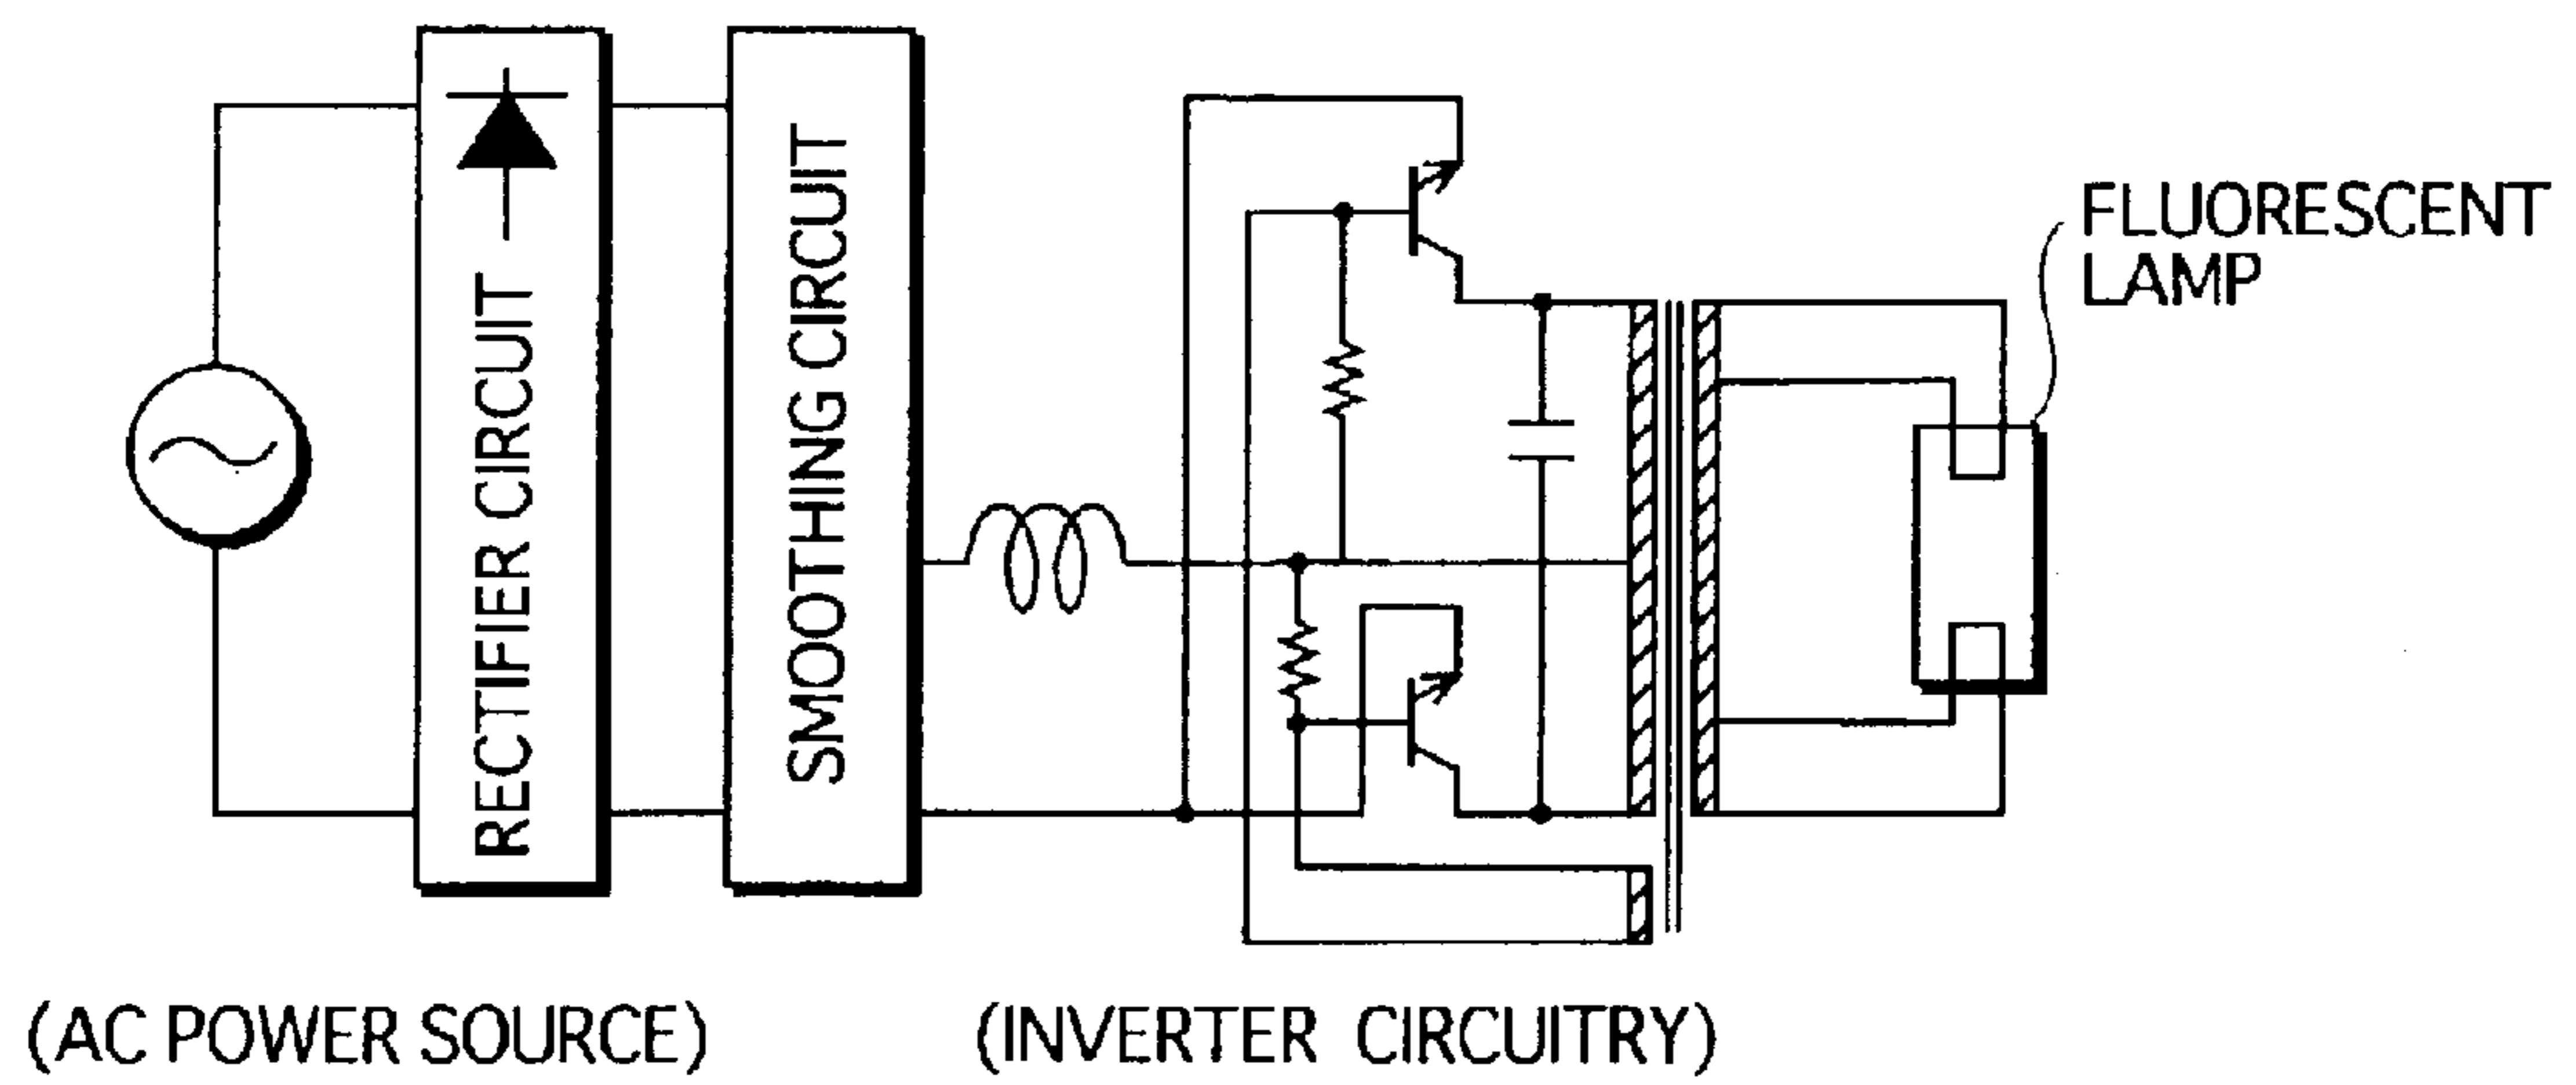 RECTIFIER CIRCUIT
SMOOTHING CIRCUIT
FLUORESCENT
LAMP
(AC POWER SOURCE)
(INVERTER CIRCUITRY)